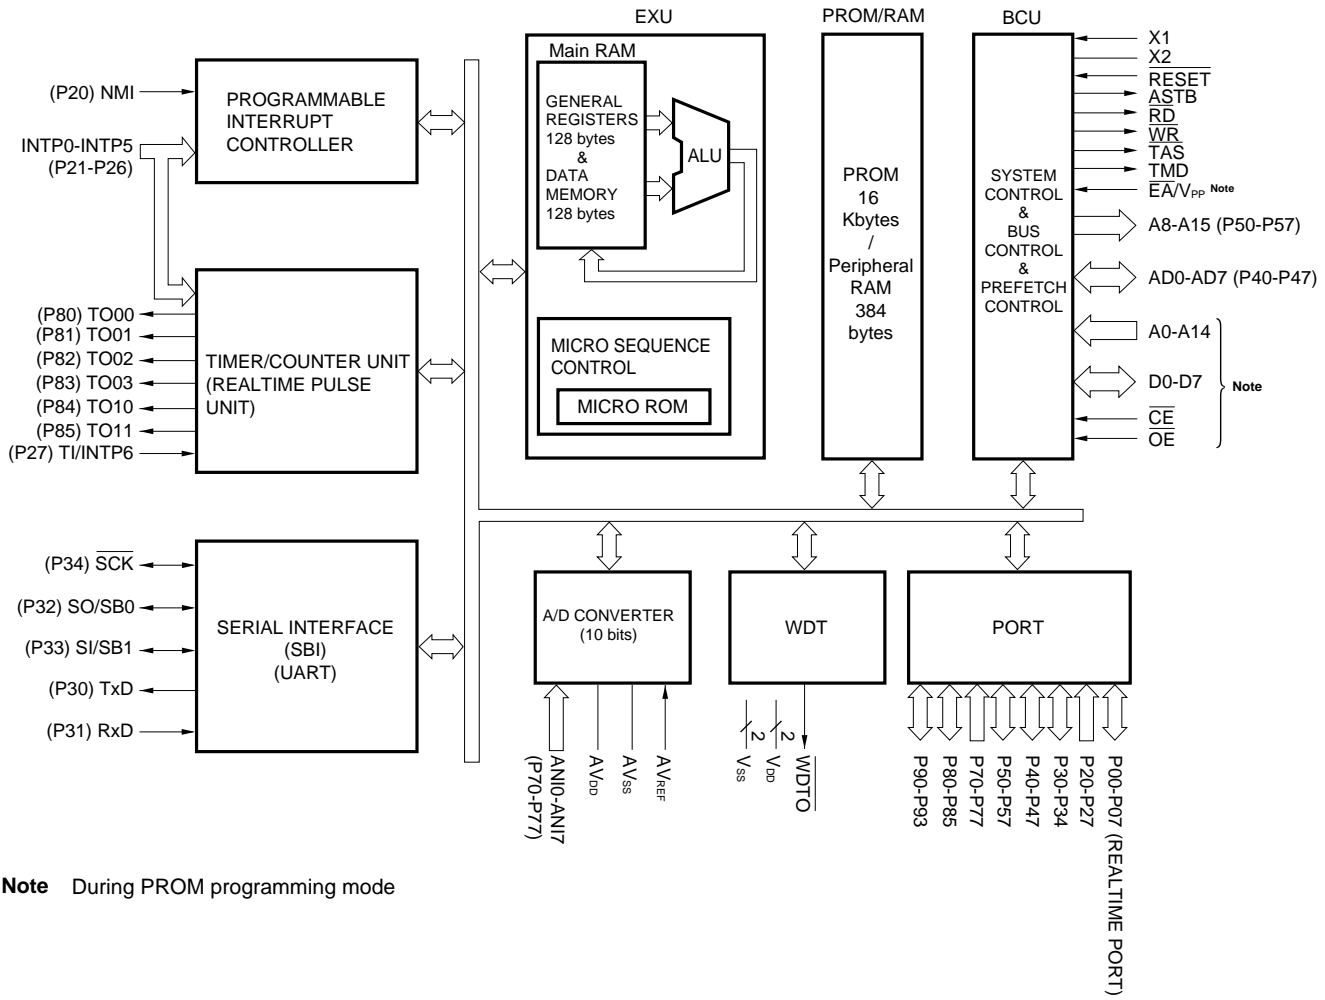 EXU
PROM/RAM
BCU
(P20) NMI
INTP0-INTP5
(P21-P26)
PROGRAMMABLE
INTERRUPT
CONTROLLER
(P80) TO00
(P81) TO01
(P82) TO02
(P83) TO03
(P84) TO10
(P85) TO11
(P27) TI/INTP6
TIMER/COUNTER UNIT
(REALTIME PULSE
UNIT)
(P34) SCK
(P32) SO/SB0
(P33) SI/SB1
(P30) TxD
(P31) RxD
SERIAL INTERFACE
(SBI)
(UART)
Main RAM
GENERAL
REGISTERS
128 bytes
&
DATA
MEMORY
128 bytes
ALU
MICRO SEQUENCE
CONTROL
MICRO ROM
PROM
16
Kbytes
/
Peripheral
RAM
384
bytes
SYSTEM
CONTROL
&
BUS
CONTROL
&
PREFETCH
CONTROL
X1
X2
RESET
ASTB
RD
WR
TAS
TMD
EA/VPP Note
A8-A15 (P50-P57)
AD0-AD7 (P40-P47)
A0-A14
D0-D7
CE
OE
Note
A/D CONVERTER
(10 bits)
ANI0-ANI7
(P70-P77)
AVDD
AVSS
AVREF
WDT
2
VSS
2
VDD
WDTO
PORT
P90-P93
P80-P85
P70-P77
P50-P57
P40-P47
P30-P34
P20-P27
P00-P07 (REALTIME PORT)
Note During PROM programming mode